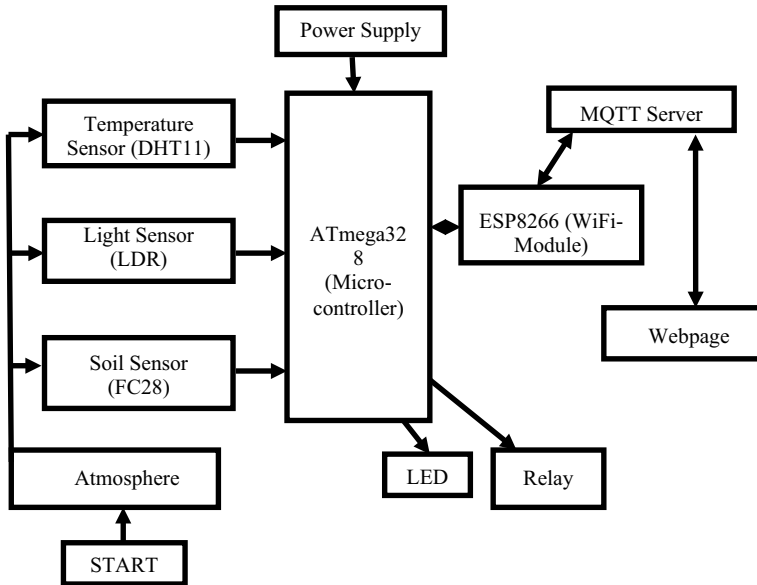 Power Supply
Temperature
Sensor (DHT11)
MQTT Server
Light Sensor
(LDR)
ATmega32
8
(Micro-
controller)
ESP8266 (WiFi-
Module)
Soil Sensor
(FC28)
Webpage
Atmosphere
LED
Relay
START